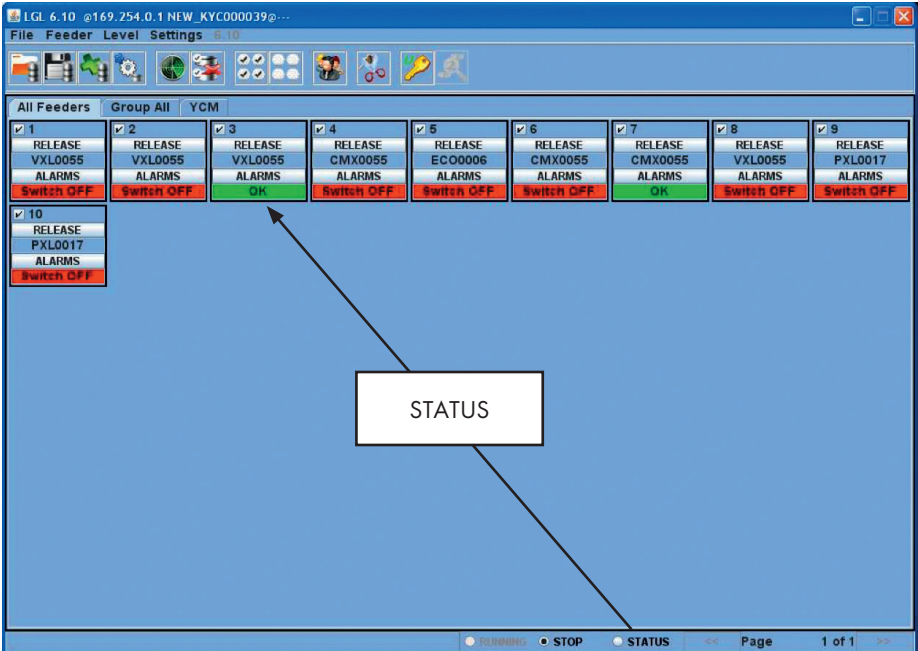 LGL 6.10 @169.254.0.1 NEW_KYC000039@...
File Feeder Level Settings 6.10
All Feeders Group All YCM
1 2 3 4 5 6 7 8 9
RELEASE RELEASE RELEASE RELEASE RELEASE RELEASE RELEASE RELEASE RELEASE
VXL0055 VXL0055 VXL0055 CMX0055 ECO0006 CMX0055 CMX0055 VXL0055 PXL0017
ALARMS ALARMS ALARMS ALARMS ALARMS ALARMS ALARMS ALARMS ALARMS
Switch OFF Switch OFF OK Switch OFF Switch OFF Switch OFF OK Switch OFF Switch OFF
10
RELEASE
PXL0017
ALARMS
Switch OFF
STATUS
RUNNING STOP STATUS << Page 1 of 1 >>